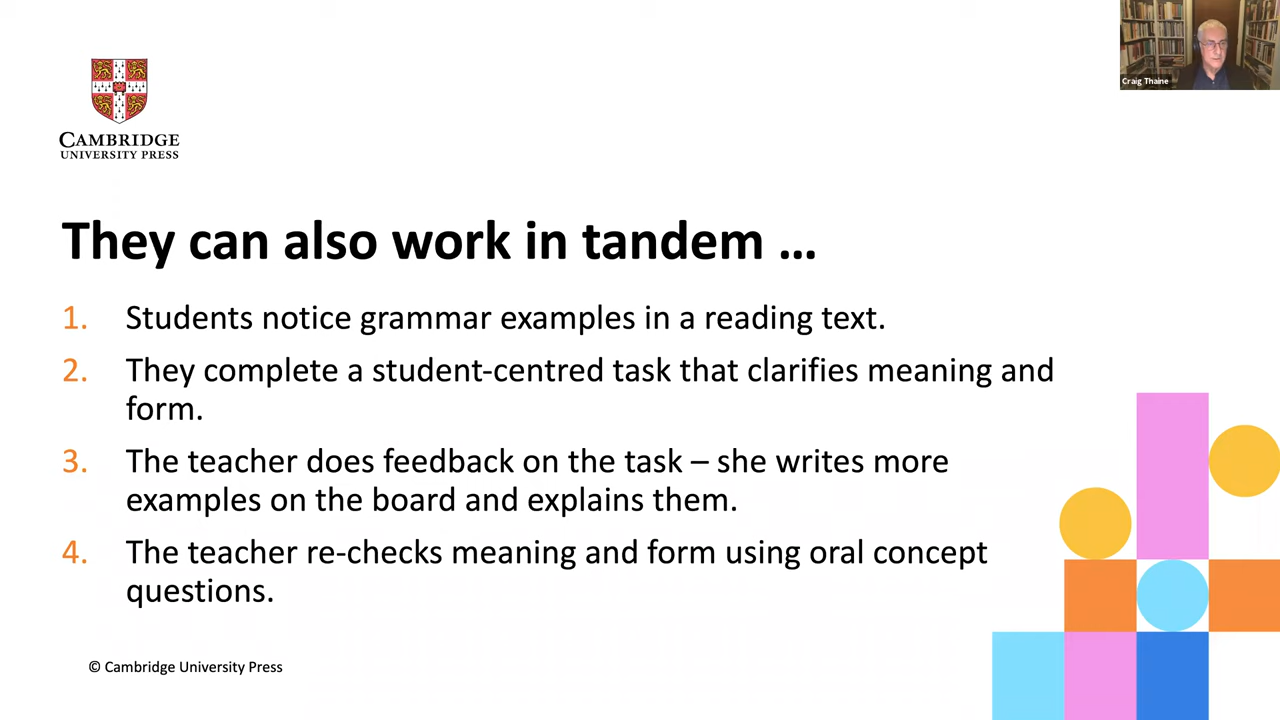 Craig Thaine
CAMBRIDGE
UNIVERSITY PRESS
They can also work in tandem ...
1. Students notice grammar examples in a reading text.
2. They complete a student-centred task that clarifies meaning and
form.
3. The teacher does feedback on the task – she writes more
examples on the board and explains them.
4. The teacher re-checks meaning and form using oral concept
questions.
© Cambridge University Press